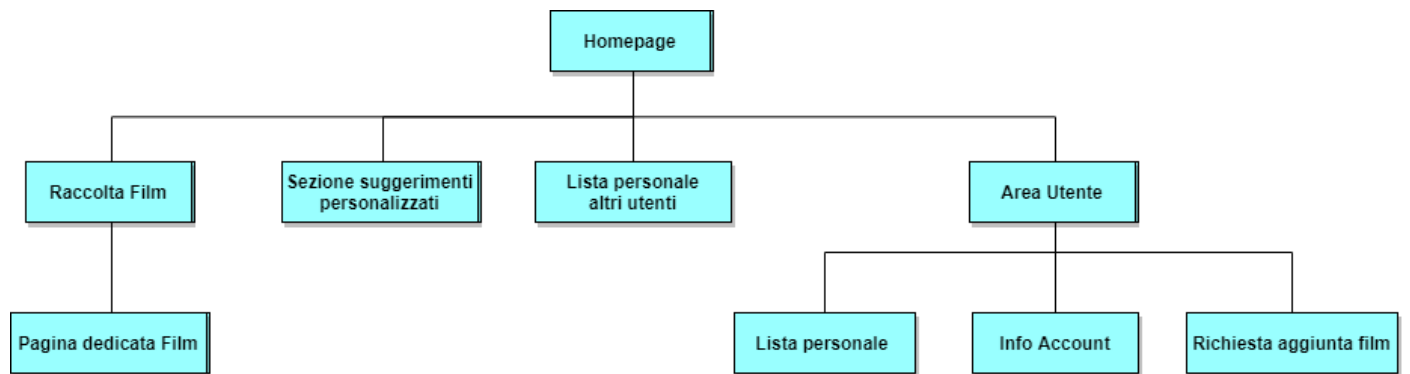 Homepage
Raccolta Film
Sezione suggerimenti
personalizzati
Lista personale
altri utenti
Area Utente
Pagina dedicata Film
Lista personale
Info Account
Richiesta aggiunta film